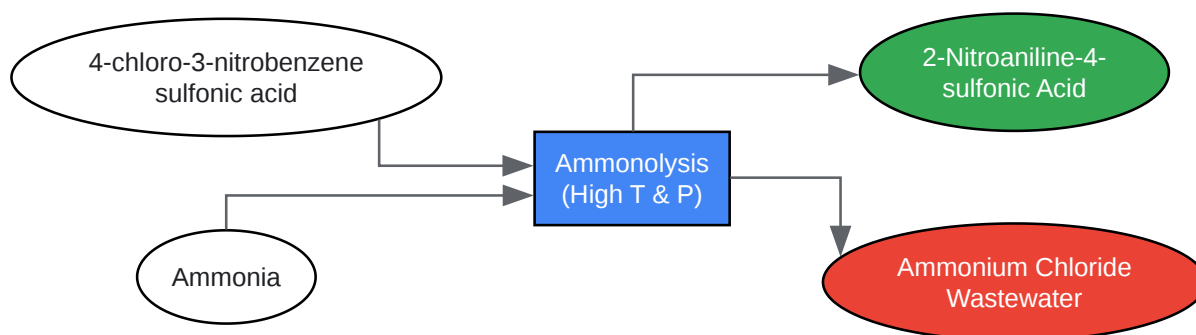 4-chloro-3-nitrobenzene
sulfonic acid
2-Nitroaniline-4-
sulfonic Acid
Ammonolysis
(High T & P)
Ammonia
Ammonium Chloride
Wastewater